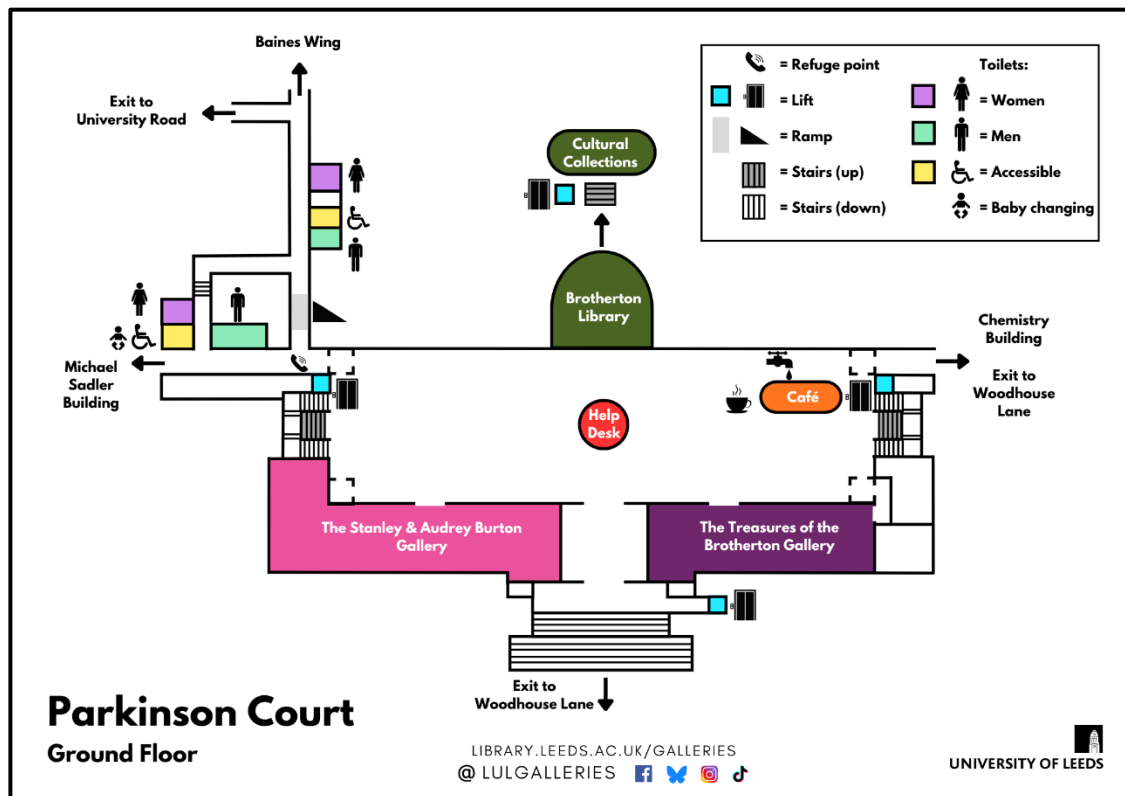 Baines Wing
Exit to
University Road
= Refuge point
= Lift
= Ramp
= Stairs (up)
= Stairs (down)
Toilets:
= Women
= Men
= Accessible
= Baby changing
Cultural
Collections
Brotherton
Library
Michael
Sadler
Building
Chemistry
Building
Exit to
Woodhouse
Lane
Café
Help
Desk
The Stanley & Audrey Burton
Gallery
The Treasures of the
Brotherton Gallery
Exit to
Woodhouse Lane
Parkinson Court
Ground Floor
LIBRARY.LEEDS.AC.UK/GALLERIES
@ LULGALLERIES
UNIVERSITY OF LEEDS